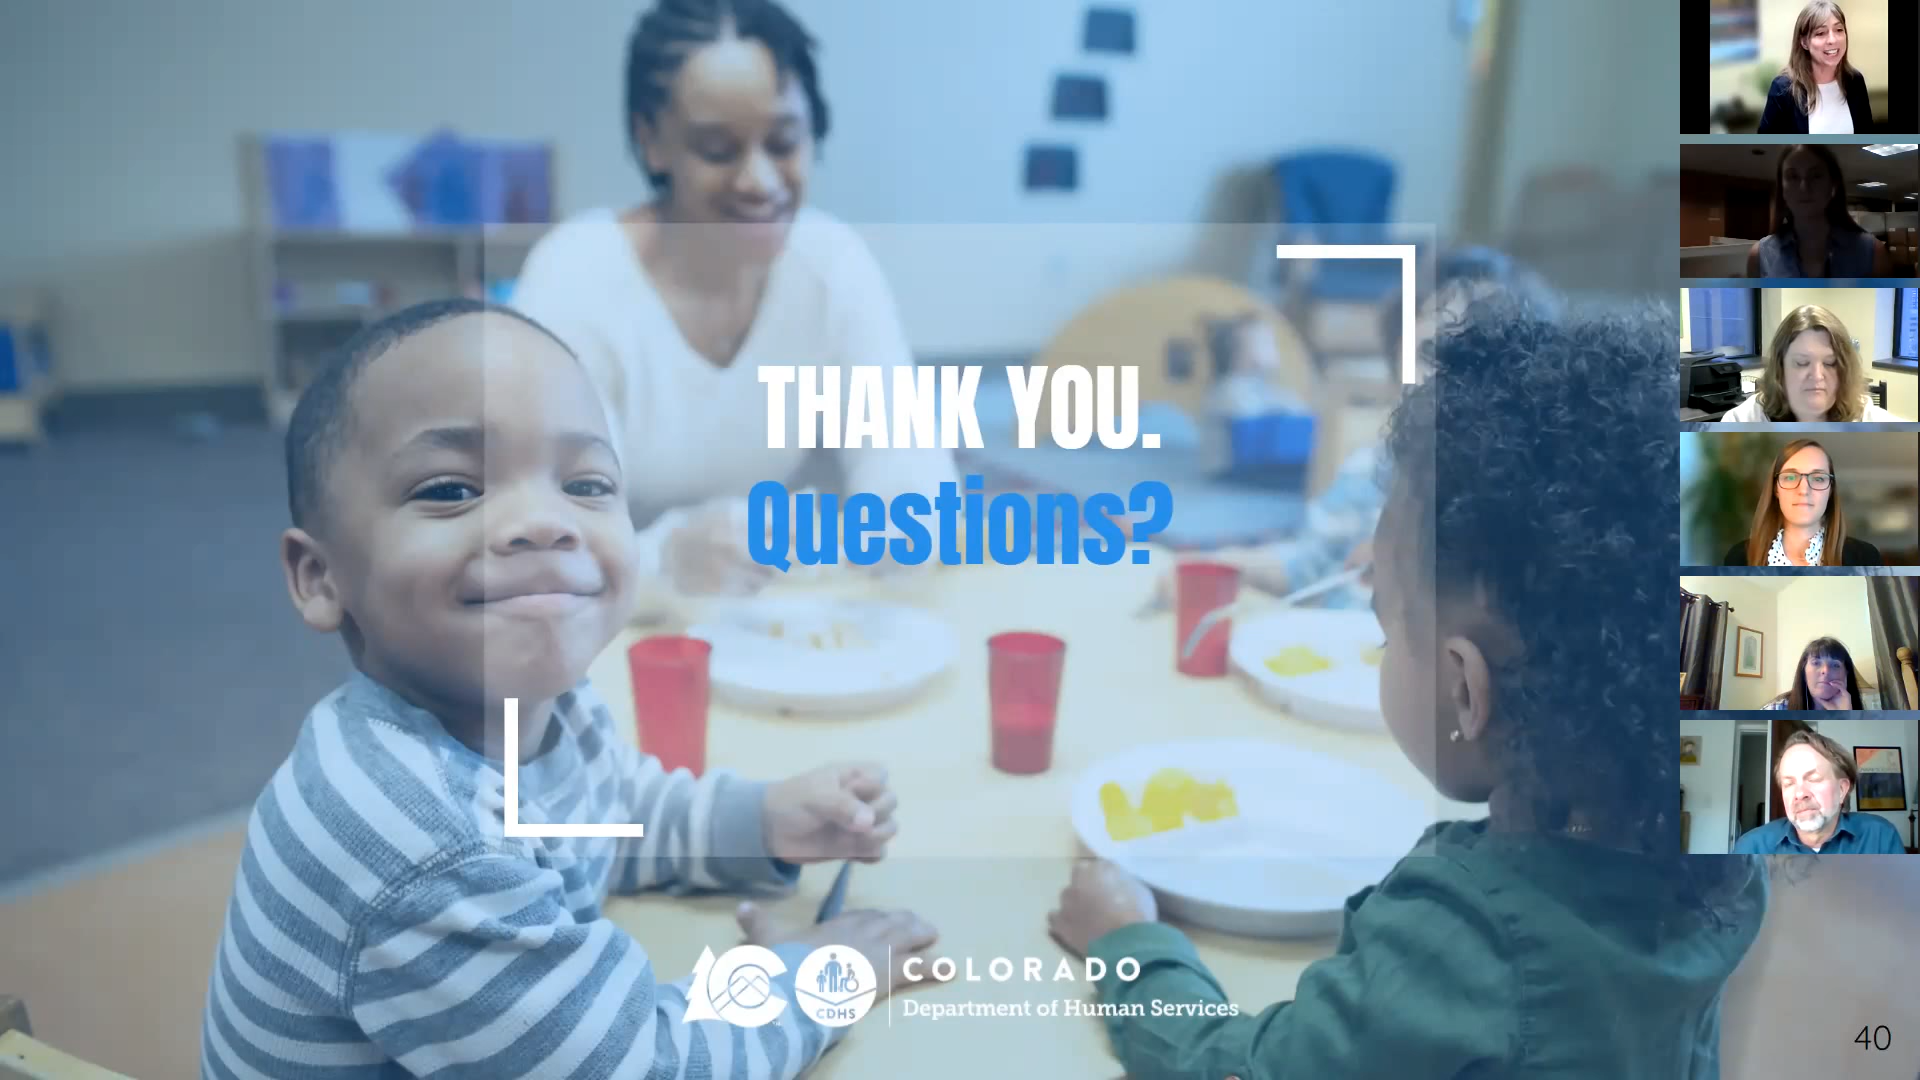 THANK YOU.
Questions?
CDHS
COLORADO
Department of Human Services
40